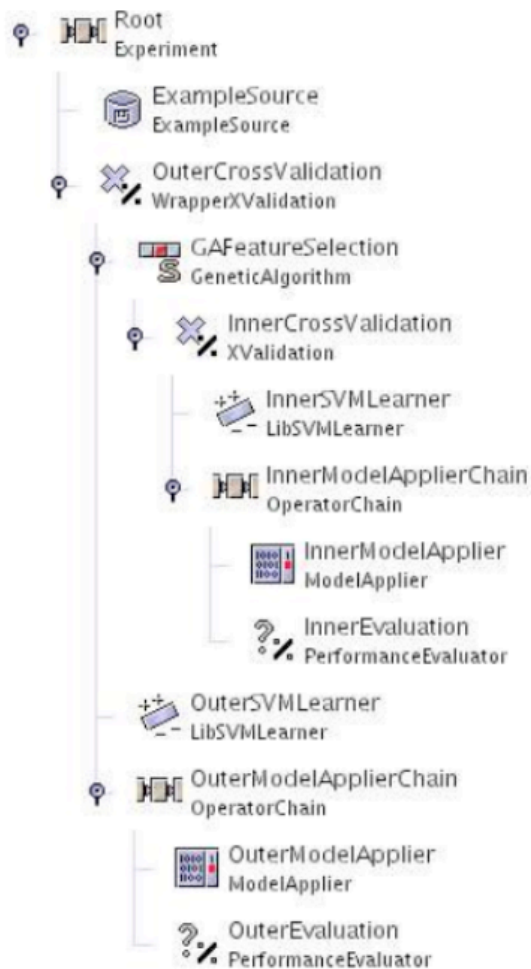 Root
Experiment
ExampleSource
ExampleSource
OuterCrossValidation
WrapperXValidation
GAFeatureSelection
GeneticAlgorithm
InnerCrossValidation
XValidation
InnerSVMLearner
LibSVMLearner
InnerModelApplierChain
OperatorChain
InnerModelApplier
ModelApplier
InnerEvaluation
PerformanceEvaluator
OuterSVMLearner
LibSVMLearner
OuterModelApplierChain
OperatorChain
OuterModelApplier
ModelApplier
OuterEvaluation
PerformanceEvaluator